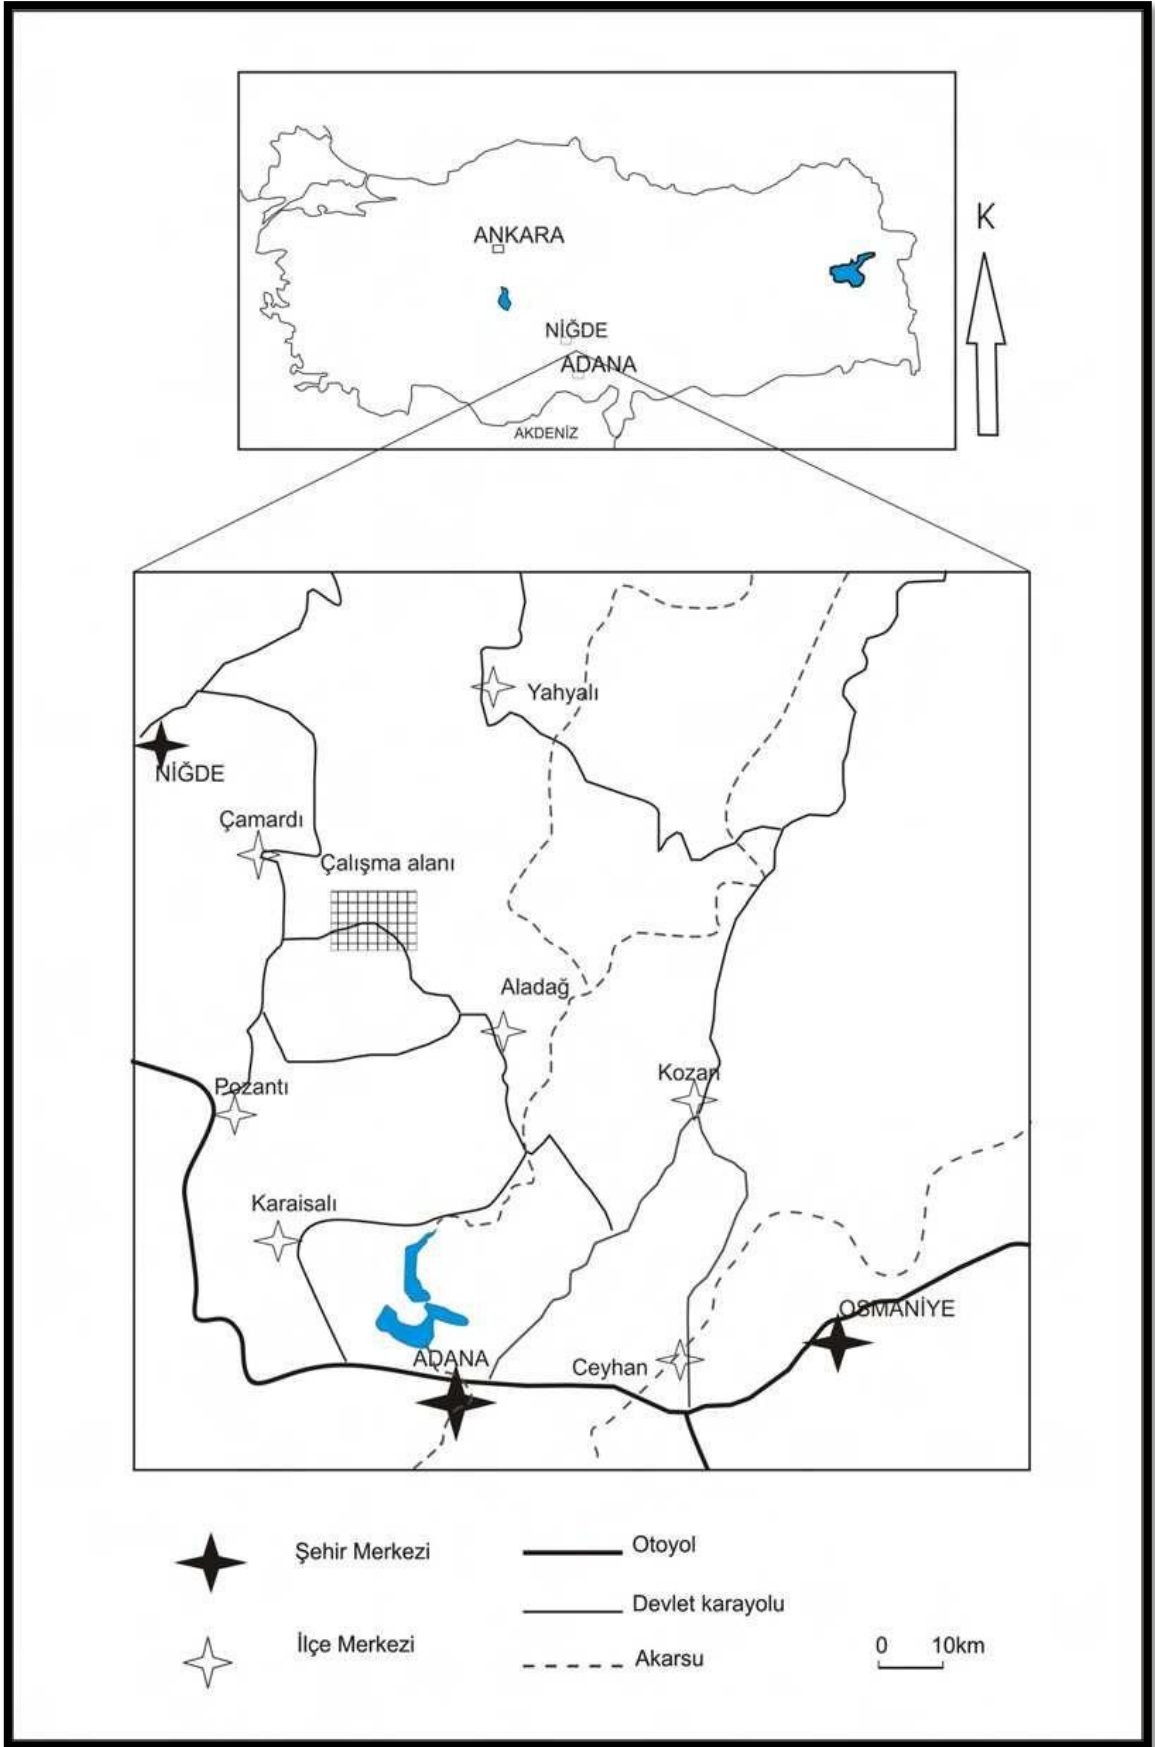 K
ANKARA
NİĞDE
ADANA
AKDENİZ
Yahyalı
NİĞDE
Çamardı
Çalışma alanı
Aladağ
Kozan
Pozantı
Karaisalı
OSMANİYE
ADANA
Ceyhan
Şehir Merkezi
Otoyol
Devlet karayolu
İlçe Merkezi
Akarsu
0 10km